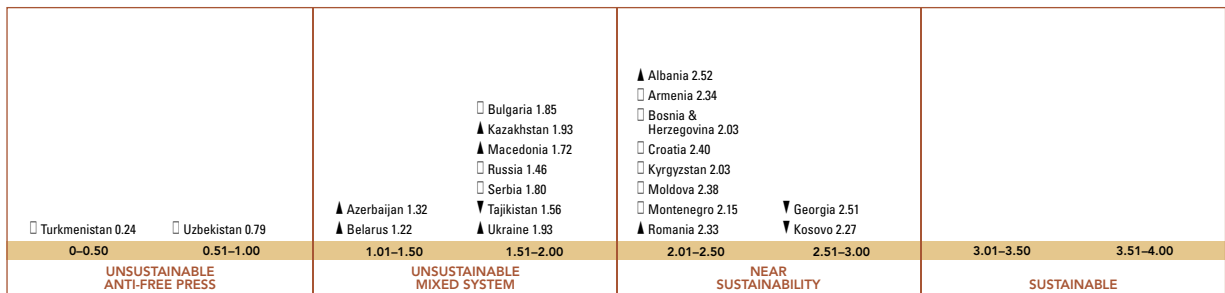 Turkmenistan 0.24
Uzbekistan 0.79
▲ Azerbaijan 1.32
▲ Belarus 1.22
Bulgaria 1.85
▲ Kazakhstan 1.93
▲ Macedonia 1.72
Russia 1.46
Serbia 1.80
▼ Tajikistan 1.56
▲ Ukraine 1.93
▲ Albania 2.52
Armenia 2.34
Bosnia &
Herzegovina 2.03
Croatia 2.40
Kyrgyzstan 2.03
Moldova 2.38
Montenegro 2.15
▲ Romania 2.33
▼ Georgia 2.51
▼ Kosovo 2.27
0–0.50
0.51–1.00
1.01–1.50
1.51–2.00
2.01–2.50
2.51–3.00
3.01–3.50
3.51–4.00
UNSUSTAINABLE
ANTI-FREE PRESS
UNSUSTAINABLE
MIXED SYSTEM
NEAR
SUSTAINABILITY
SUSTAINABLE